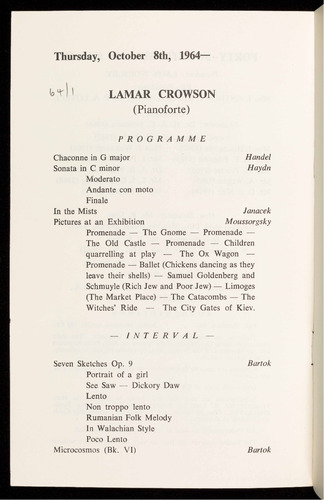 Thursday, October 8th, 1964—
64/1
LAMAR CROWSON
(Pianoforte)
PROGRAMME
Chaconne in G major Handel
Sonata in C minor Haydn
Moderato
Andante con moto
Finale
In the Mists Janacek
Pictures at an Exhibition Moussorgsky
Promenade — The Gnome — Promenade —
The Old Castle — Promenade — Children
quarrelling at play — The Ox Wagon —
Promenade — Ballet (Chickens dancing as they
leave their shells) — Samuel Goldenberg and
Schmuyle (Rich Jew and Poor Jew) — Limoges
(The Market Place) — The Catacombs — The
Witches' Ride — The City Gates of Kiev.
— INTERVAL —
Seven Sketches Op. 9 Bartok
Portrait of a girl
See Saw — Dickory Daw
Lento
Non troppo lento
Rumanian Folk Melody
In Walachian Style
Poco Lento
Microcosmos (Bk. VI) Bartok